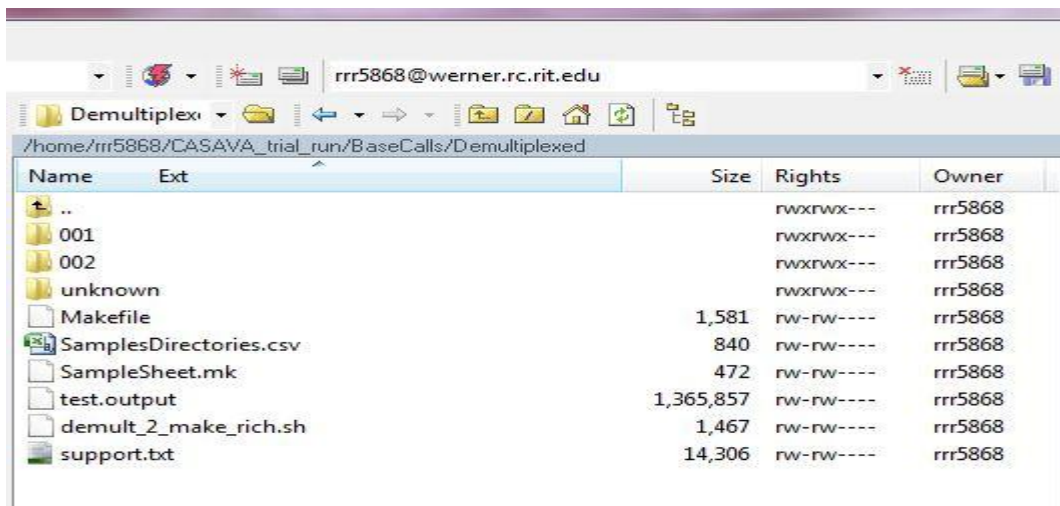 rrr5868@werner.rc.rit.edu
Demultiplex
/home/rrr5868/CASAVA_trial_run/BaseCalls/Demultiplexed
Name Ext Size Rights Owner
.. rwxrwx--- rrr5868
001 rwxrwx--- rrr5868
002 rwxrwx--- rrr5868
unknown rwxrwx--- rrr5868
Makefile 1,581 rw-rw---- rrr5868
SamplesDirectories.csv 840 rw-rw---- rrr5868
SampleSheet.mk 472 rw-rw---- rrr5868
test.output 1,365,857 rw-rw---- rrr5868
demult_2_make_rich.sh 1,467 rw-rw---- rrr5868
support.txt 14,306 rw-rw---- rrr5868